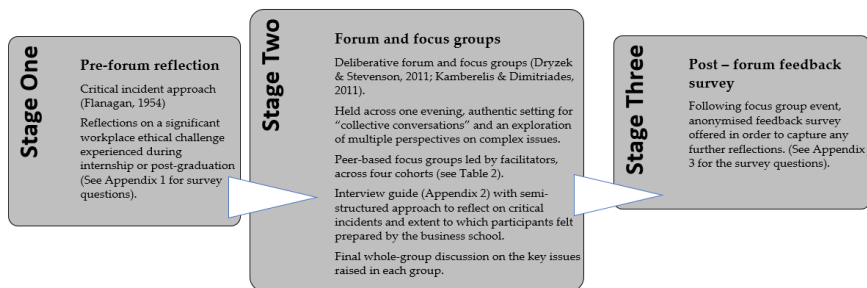 Stage One
Pre-forum reflection
Critical incident approach
(Flanagan, 1954)
Reflections on a significant
workplace ethical challenge
experienced during
internship or post-graduation
(See Appendix 1 for survey
questions).
Stage Two
Forum and focus groups
Deliberative forum and focus groups (Dryzek
& Stevenson, 2011; Kamberelis & Dimitriades,
2011).
Held across one evening, authentic setting for
“collective conversations” and an exploration
of multiple perspectives on complex issues.
Peer-based focus groups led by facilitators,
across four cohorts (see Table 2).
Interview guide (Appendix 2) with semi-
structured approach to reflect on critical
incidents and extent to which participants felt
prepared by the business school.
Final whole-group discussion on the key issues
raised in each group.
Stage Three
Post – forum feedback
survey
Following focus group event,
anonymised feedback survey
offered in order to capture any
further reflections. (See Appendix
3 for the survey questions).